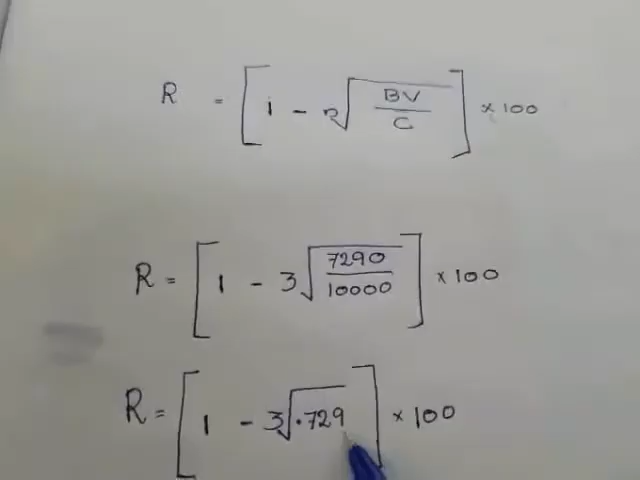 R = [1 - n√(BV/C)] × 100
R = [1 - 3√(7290/10000)] × 100
R = [1 - 3√.729] × 100